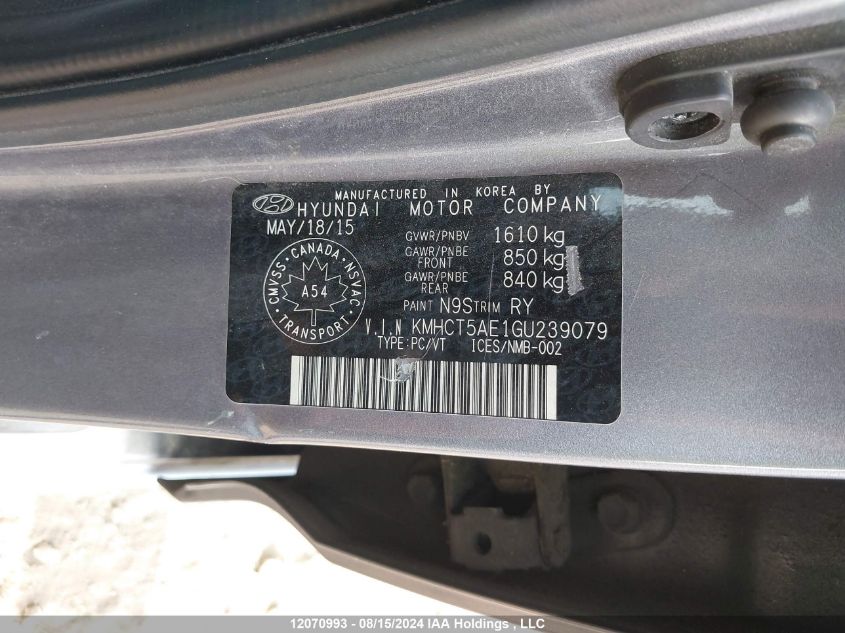 MANUFACTURED IN KOREA BY
HYUNDAI MOTOR COMPANY
MAY/18/15
GVWR/PNBV 1610 kg
GAWR/PNBE FRONT 850 kg
GAWR/PNBE REAR 840 kg
CMVSS · CANADA · NSVAC
A54
TRANSPORT
PAINT N9S TRIM RY
V.I.N KMHCT5AE1GU239079
TYPE:PC/VT ICES/NMB-002
12070993 - 08/15/2024 IAA Holdings , LLC